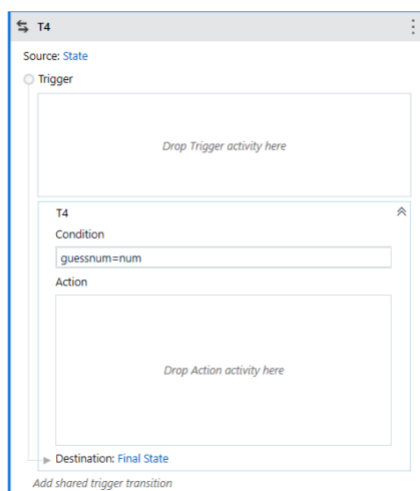 T4
Source: State
Trigger
Drop Trigger activity here
T4
Condition
guessnum=num
Action
Drop Action activity here
Destination: Final State
Add shared trigger transition